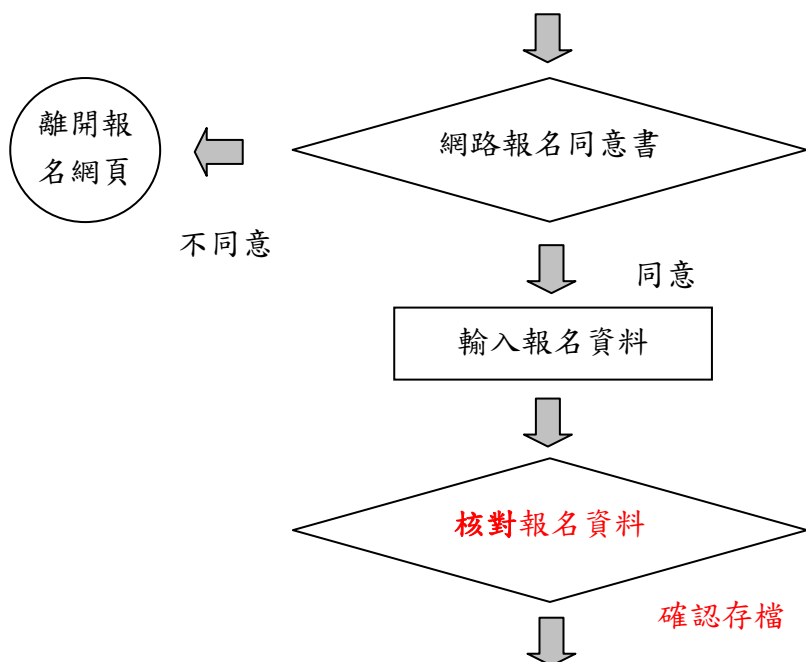 離開報
名網頁
網路報名同意書
不同意
同意
輸入報名資料
核對報名資料
確認存檔